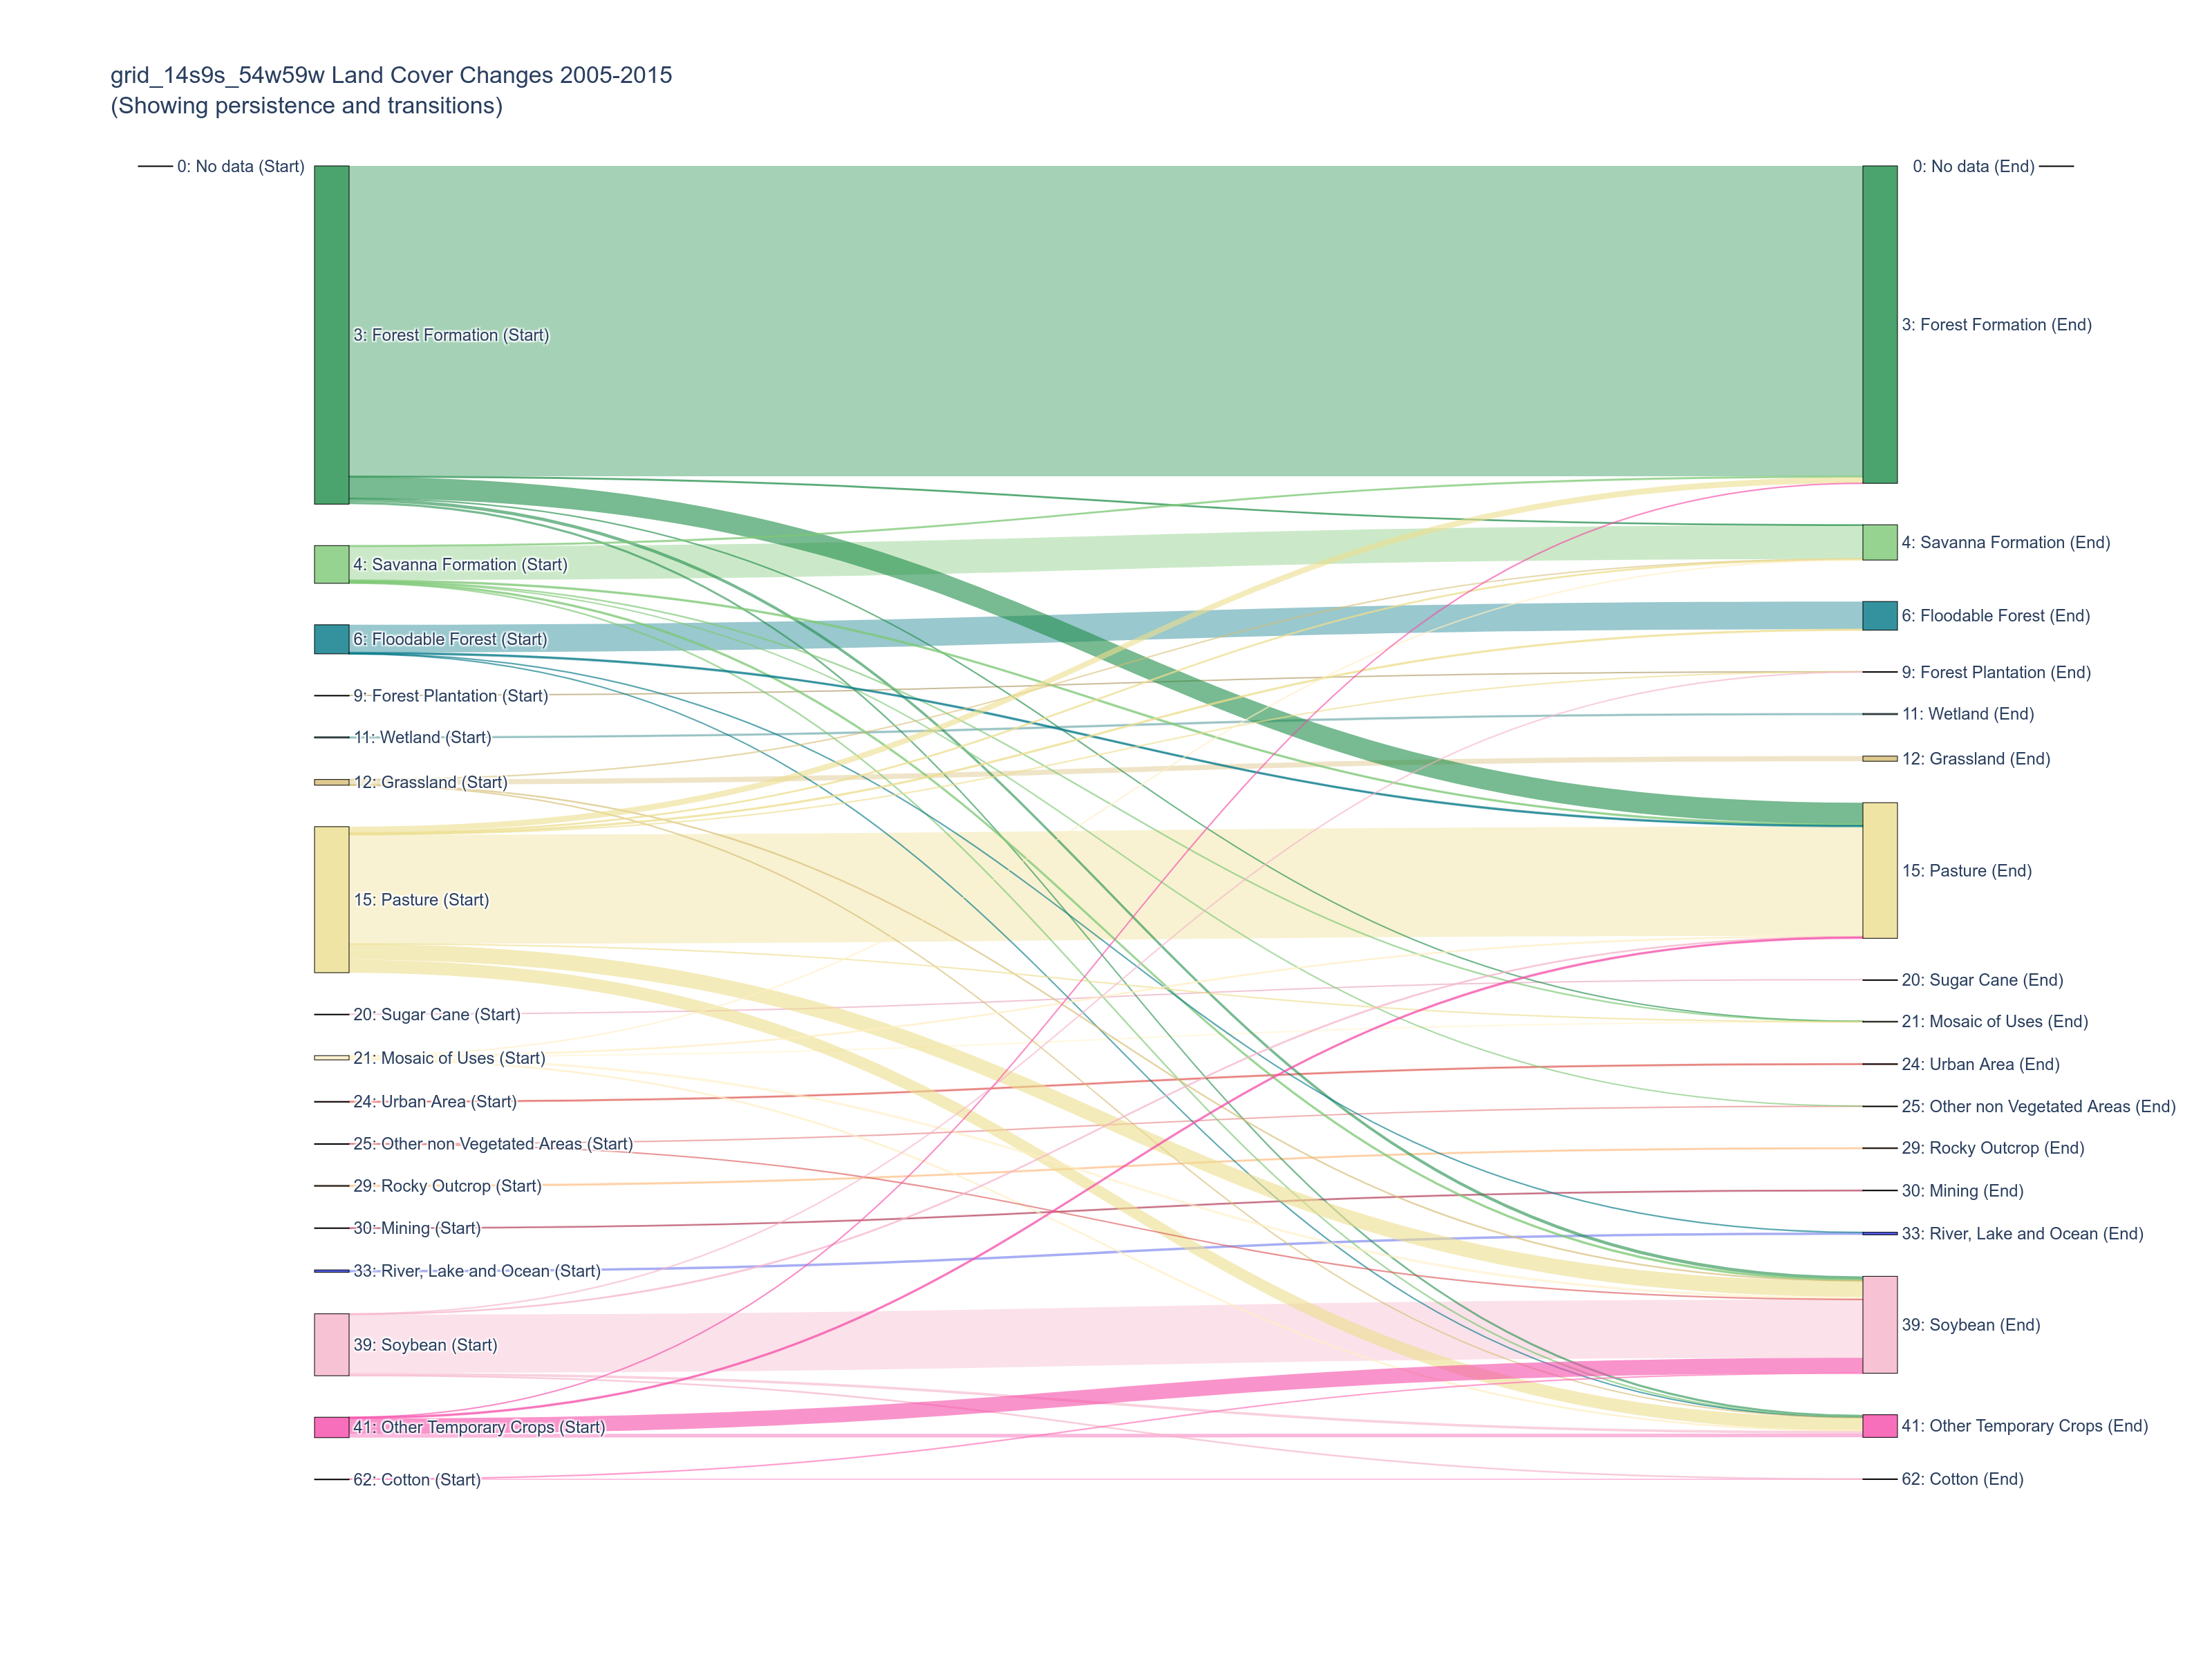 grid_14s9s_54w59w Land Cover Changes 2005-2015
(Showing persistence and transitions)
0: No data (Start)
3: Forest Formation (Start)
4: Savanna Formation (Start)
6: Floodable Forest (Start)
9: Forest Plantation (Start)
11: Wetland (Start)
12: Grassland (Start)
15: Pasture (Start)
20: Sugar Cane (Start)
21: Mosaic of Uses (Start)
24: Urban Area (Start)
25: Other non Vegetated Areas (Start)
29: Rocky Outcrop (Start)
30: Mining (Start)
33: River, Lake and Ocean (Start)
39: Soybean (Start)
41: Other Temporary Crops (Start)
62: Cotton (Start)
0: No data (End)
3: Forest Formation (End)
4: Savanna Formation (End)
6: Floodable Forest (End)
9: Forest Plantation (End)
11: Wetland (End)
12: Grassland (End)
15: Pasture (End)
20: Sugar Cane (End)
21: Mosaic of Uses (End)
24: Urban Area (End)
25: Other non Vegetated Areas (End)
29: Rocky Outcrop (End)
30: Mining (End)
33: River, Lake and Ocean (End)
39: Soybean (End)
41: Other Temporary Crops (End)
62: Cotton (End)